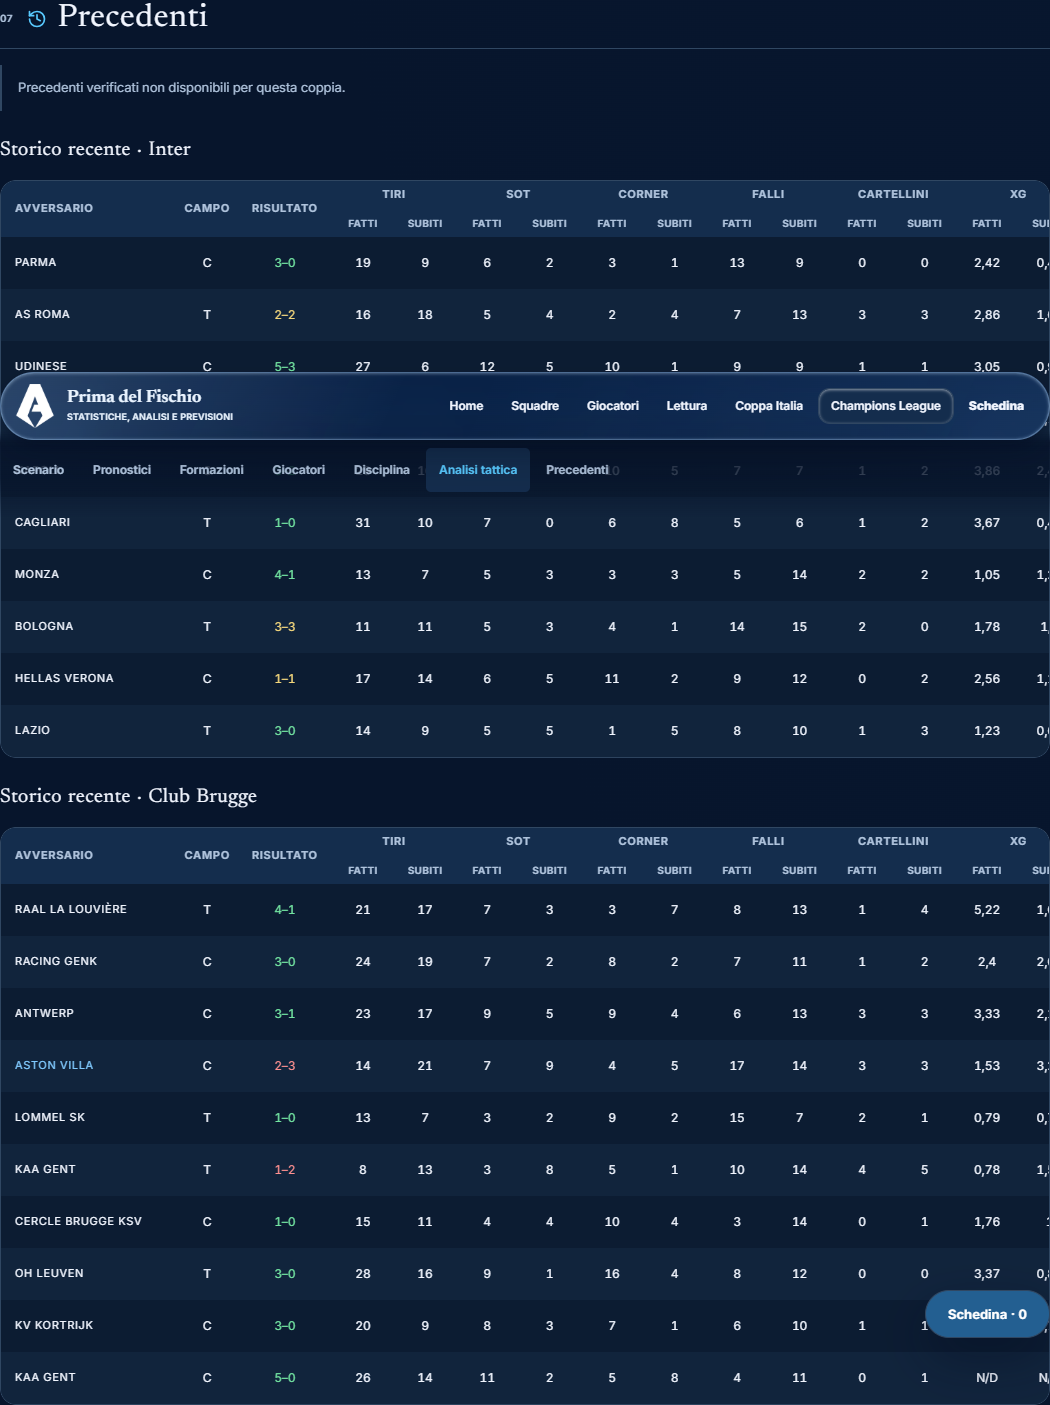 07 Precedenti
Precedenti verificati non disponibili per questa coppia.
Storico recente · Inter
AVVERSARIO CAMPO RISULTATO TIRI SOT CORNER FALLI CARTELLINI XG
FATTI SUBITI FATTI SUBITI FATTI SUBITI FATTI SUBITI FATTI SUBITI FATTI
PARMA C 3–0 19 9 6 2 3 1 13 9 0 0 2,42
AS ROMA T 2–2 16 18 5 4 2 4 7 13 3 3 2,86
UDINESE C 5–3 27 6 12 5 10 1 9 9 1 1 3,05
Prima del Fischio
STATISTICHE, ANALISI E PREVISIONI
Home Squadre Giocatori Lettura Coppa Italia Champions League Schedina
Scenario Pronostici Formazioni Giocatori Disciplina Analisi tattica Precedenti
5 7 7 1 2 3,86
CAGLIARI T 1–0 31 10 7 0 6 8 5 6 1 2 3,67
MONZA C 4–1 13 7 5 3 3 3 5 14 2 2 1,05
BOLOGNA T 3–3 11 11 5 3 4 1 14 15 2 0 1,78
HELLAS VERONA C 1–1 17 14 6 5 11 2 9 12 0 2 2,56
LAZIO T 3–0 14 9 5 5 1 5 8 10 1 3 1,23
Storico recente · Club Brugge
AVVERSARIO CAMPO RISULTATO TIRI SOT CORNER FALLI CARTELLINI XG
FATTI SUBITI FATTI SUBITI FATTI SUBITI FATTI SUBITI FATTI SUBITI FATTI
RAAL LA LOUVIÈRE T 4–1 21 17 7 3 3 7 8 13 1 4 5,22
RACING GENK C 3–0 24 19 7 2 8 2 7 11 1 2 2,4
ANTWERP C 3–1 23 17 9 5 9 4 6 13 3 3 3,33
ASTON VILLA C 2–3 14 21 7 9 4 5 17 14 3 3 1,53
LOMMEL SK T 1–0 13 7 3 2 9 2 15 7 2 1 0,79
KAA GENT T 1–2 8 13 3 8 5 1 10 14 4 5 0,78
CERCLE BRUGGE KSV C 1–0 15 11 4 4 10 4 3 14 0 1 1,76
OH LEUVEN T 3–0 28 16 9 1 16 4 8 12 0 0 3,37
KV KORTRIJK C 3–0 20 9 8 3 7 1 6 10 1 1
Schedina · 0
KAA GENT C 5–0 26 14 11 2 5 8 4 11 0 1 N/D